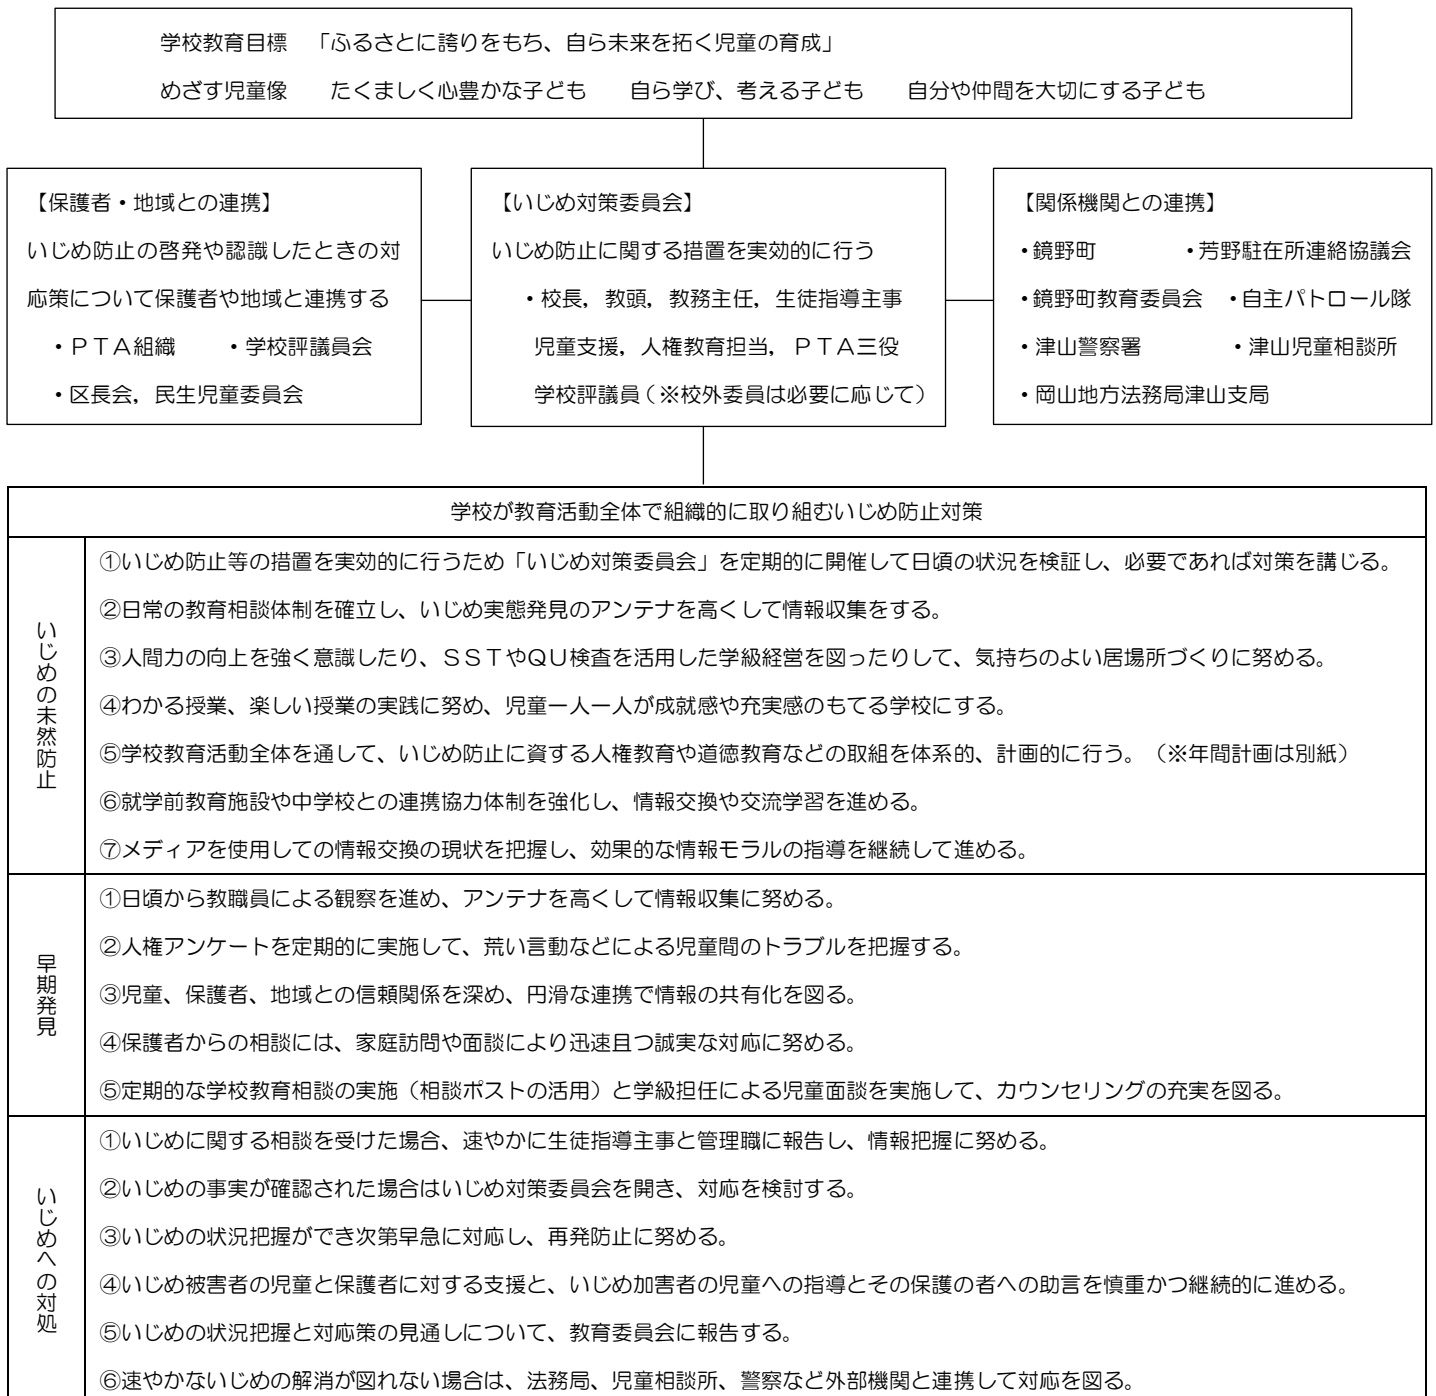 学校教育目標　「ふるさとに誇りをもち、自ら未来を拓く児童の育成」
めざす児童像　　たくましく心豊かな子ども　　自ら学び、考える子ども　　自分や仲間を大切にする子ども
【保護者・地域との連携】
いじめ防止の啓発や認識したときの対
応策について保護者や地域と連携する
・ＰＴＡ組織　　・学校評議員会
・区長会，民生児童委員会
【いじめ対策委員会】
いじめ防止に関する措置を実効的に行う
・校長，教頭，教務主任，生徒指導主事
児童支援，人権教育担当，ＰＴＡ三役
学校評議員（※校外委員は必要に応じて）
【関係機関との連携】
・鏡野町　　　　・芳野駐在所連絡協議会
・鏡野町教育委員会　・自主パトロール隊
・津山警察署　　　　・津山児童相談所
・岡山地方法務局津山支局
学校が教育活動全体で組織的に取り組むいじめ防止対策
いじめの未然防止
①いじめ防止等の措置を実効的に行うため「いじめ対策委員会」を定期的に開催して日頃の状況を検証し、必要であれば対策を講じる。
②日常の教育相談体制を確立し、いじめ実態発見のアンテナを高くして情報収集をする。
③人間力の向上を強く意識したり、ＳＳＴやＱＵ検査を活用した学級経営を図ったりして、気持ちのよい居場所づくりに努める。
④わかる授業、楽しい授業の実践に努め、児童一人一人が成就感や充実感のもてる学校にする。
⑤学校教育活動全体を通して、いじめ防止に資する人権教育や道徳教育などの取組を体系的、計画的に行う。（※年間計画は別紙）
⑥就学前教育施設や中学校との連携協力体制を強化し、情報交換や交流学習を進める。
⑦メディアを使用しての情報交換の現状を把握し、効果的な情報モラルの指導を継続して進める。
早期発見
①日頃から教職員による観察を進め、アンテナを高くして情報収集に努める。
②人権アンケートを定期的に実施して、荒い言動などによる児童間のトラブルを把握する。
③児童、保護者、地域との信頼関係を深め、円滑な連携で情報の共有化を図る。
④保護者からの相談には、家庭訪問や面談により迅速且つ誠実な対応に努める。
⑤定期的な学校教育相談の実施（相談ポストの活用）と学級担任による児童面談を実施して、カウンセリングの充実を図る。
いじめへの対処
①いじめに関する相談を受けた場合、速やかに生徒指導主事と管理職に報告し、情報把握に努める。
②いじめの事実が確認された場合はいじめ対策委員会を開き、対応を検討する。
③いじめの状況把握ができ次第早急に対応し、再発防止に努める。
④いじめ被害者の児童と保護者に対する支援と、いじめ加害者の児童への指導とその保護の者への助言を慎重かつ継続的に進める。
⑤いじめの状況把握と対応策の見通しについて、教育委員会に報告する。
⑥速やかないじめの解消が図れない場合は、法務局、児童相談所、警察など外部機関と連携して対応を図る。